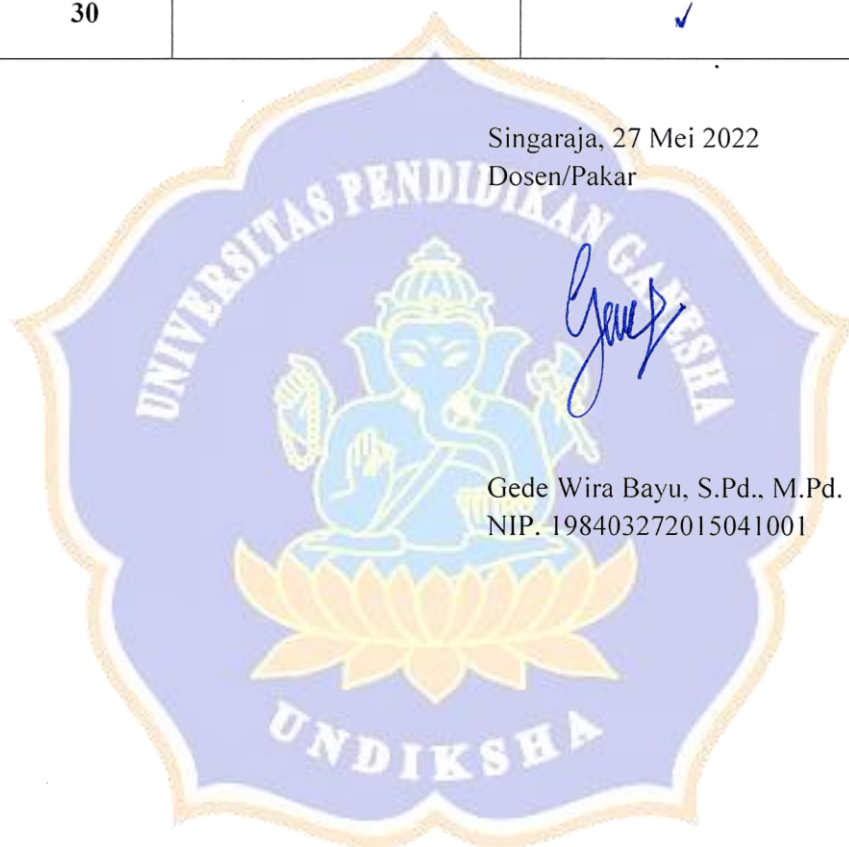 30 ✓
Singaraja, 27 Mei 2022
Dosen/Pakar
UNIVERSITAS PENDIDIKAN GANESHA
Gede Wira Bayu, S.Pd., M.Pd.
NIP. 198403272015041001
UNDIKSHA